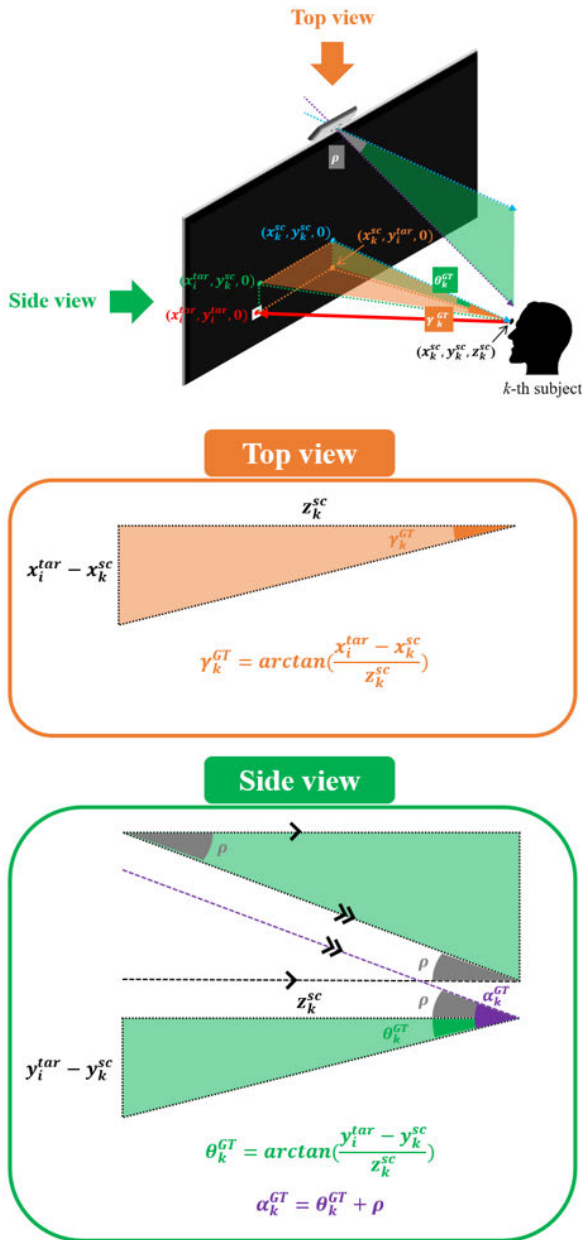 Top view
ρ
(x_k^{sc}, y_k^{sc}, 0)
(x_k^{sc}, y_i^{tar}, 0)
(x_i^{tar}, y_k^{sc}, 0)
θ_k^{GT}
Side view
(x_i^{tar}, y_i^{tar}, 0)
γ_k^{GT}
(x_k^{sc}, y_k^{sc}, z_k^{sc})
k-th subject
Top view
z_k^{sc}
γ_k^{GT}
x_i^{tar} − x_k^{sc}
γ_k^{GT} = arctan(\frac{x_i^{tar} − x_k^{sc}}{z_k^{sc}})
Side view
ρ
ρ
z_k^{sc}
ρ
α_k^{GT}
θ_k^{GT}
y_i^{tar} − y_k^{sc}
θ_k^{GT} = arctan(\frac{y_i^{tar} − y_k^{sc}}{z_k^{sc}})
α_k^{GT} = θ_k^{GT} + ρ